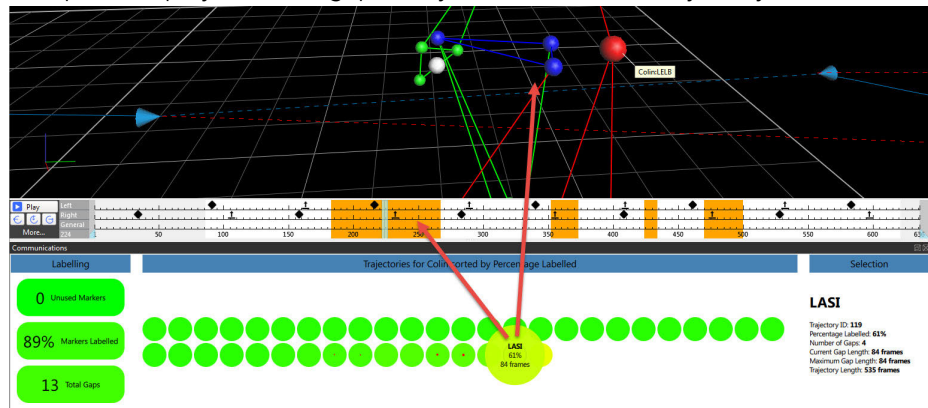 ColincLELB
Play
More...
Left
Right
General
224
50 100 150 200 250 300 350 400 450 500 550 600
Communications
Labelling
Trajectories for Colin sorted by Percentage Labelled
Selection
0 Unused Markers
89% Markers Labelled
13 Total Gaps
LASI
61%
84 frames
LASI
Trajectory ID: 119
Percentage Labelled: 61%
Number of Gaps: 4
Current Gap Length: 84 frames
Maximum Gap Length: 84 frames
Trajectory Length: 535 frames